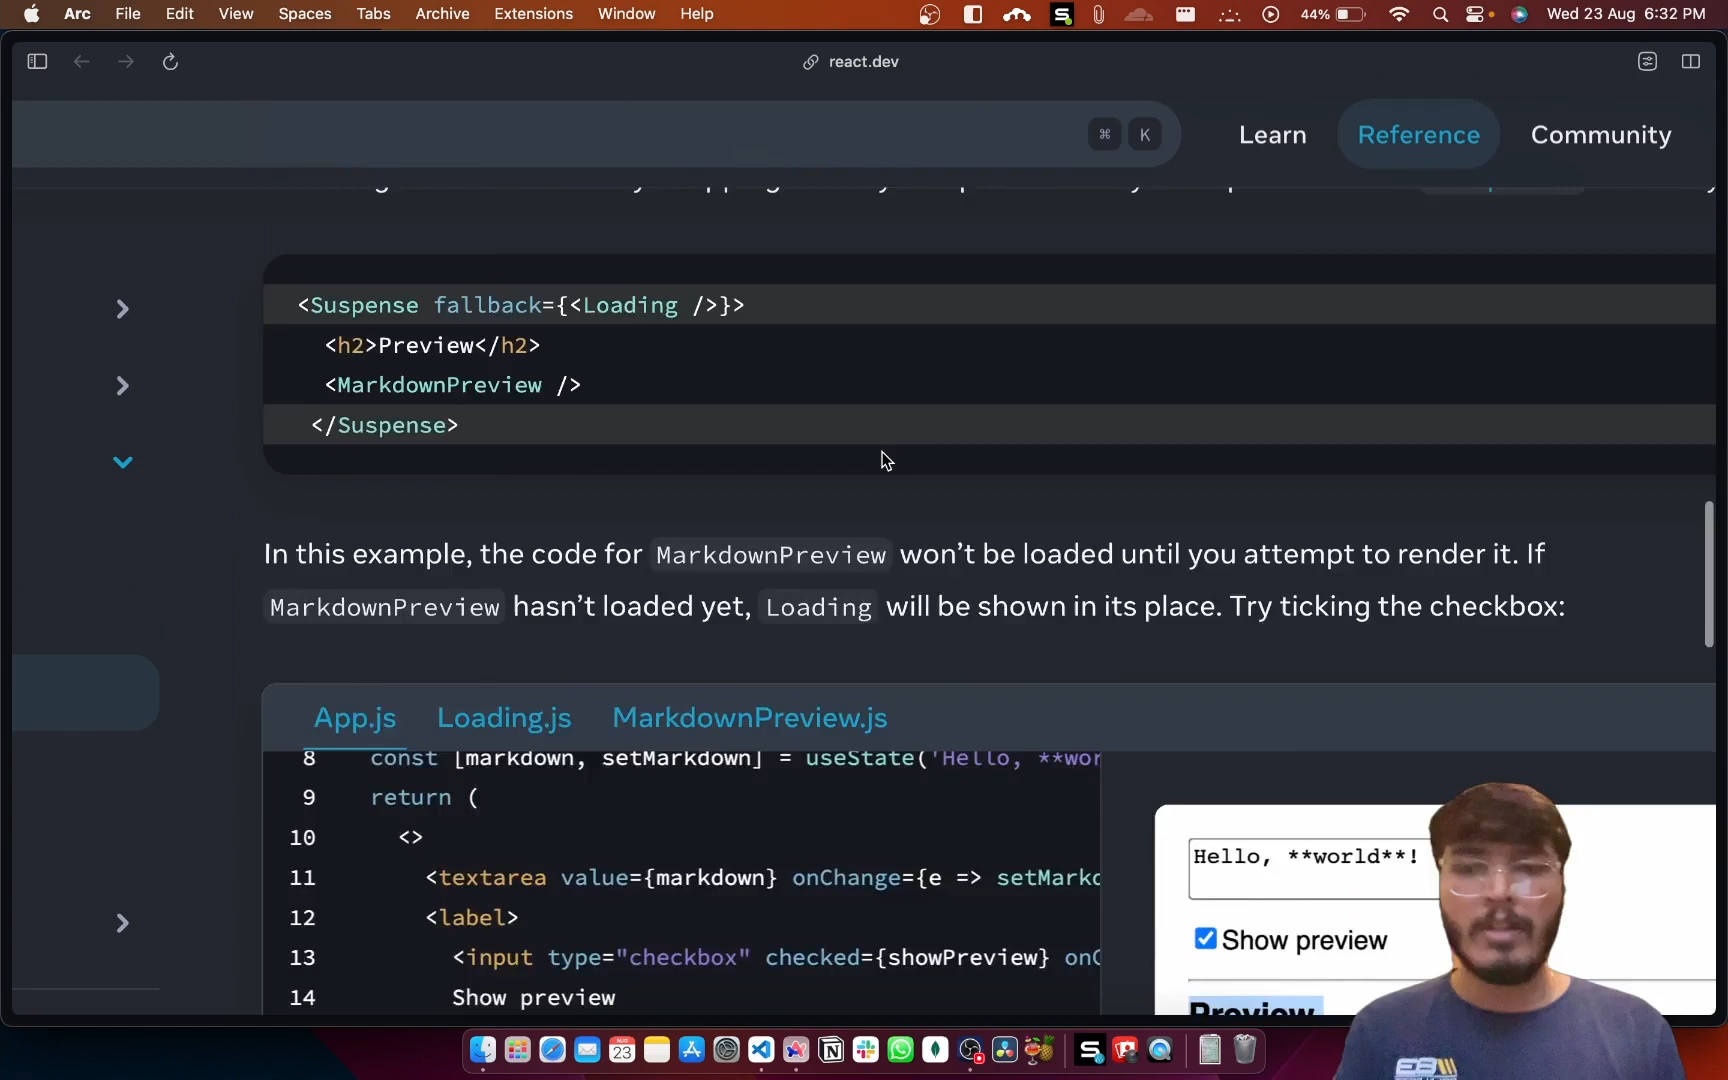 Arc File Edit View Spaces Tabs Archive Extensions Window Help 44% Wed 23 Aug 6:32 PM
react.dev
⌘ K Learn Reference Community
<Suspense fallback={<Loading />}>
<h2>Preview</h2>
<MarkdownPreview />
</Suspense>
In this example, the code for MarkdownPreview won’t be loaded until you attempt to render it. If
MarkdownPreview hasn’t loaded yet, Loading will be shown in its place. Try ticking the checkbox:
App.js Loading.js MarkdownPreview.js
8 const [markdown, setMarkdown] = useState('Hello, **wor
9 return (
10 <>
11 <textarea value={markdown} onChange={e => setMarkd
12 <label>
13 <input type="checkbox" checked={showPreview} onC
14 Show preview
Hello, **world**!
Show preview
Preview
AUG
23